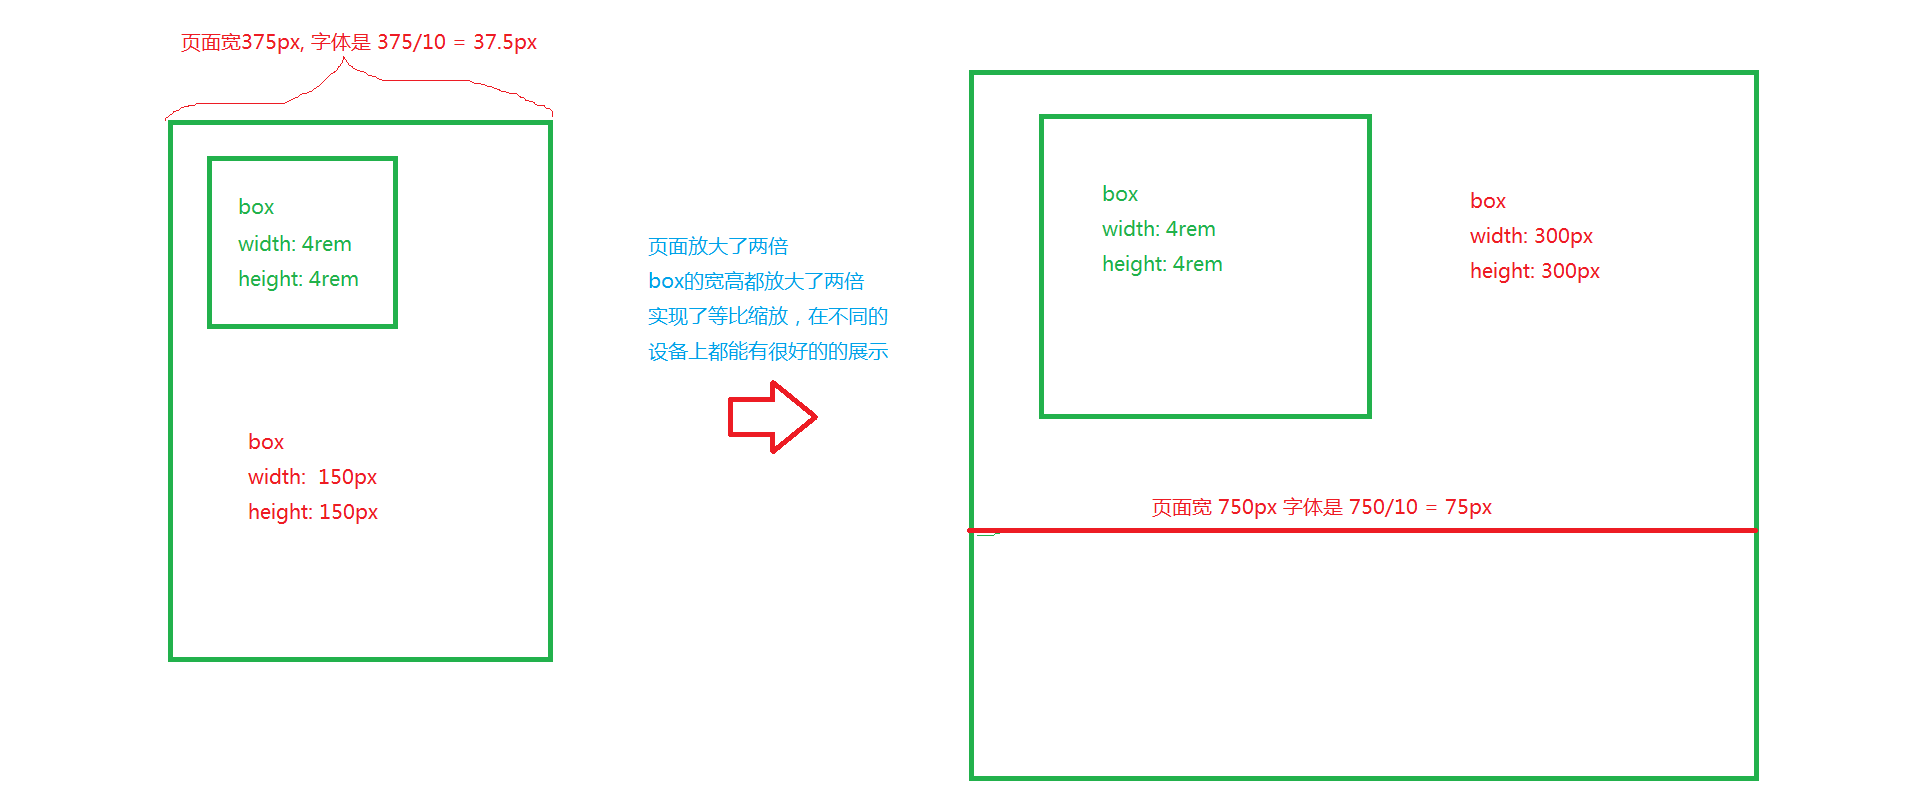 页面宽375px, 字体是 375/10 = 37.5px
box
width: 4rem
height: 4rem
box
width: 150px
height: 150px
页面放大了两倍
box的宽高都放大了两倍
实现了等比缩放，在不同的
设备上都能有很好的的展示
box
width: 4rem
height: 4rem
box
width: 300px
height: 300px
页面宽 750px 字体是 750/10 = 75px